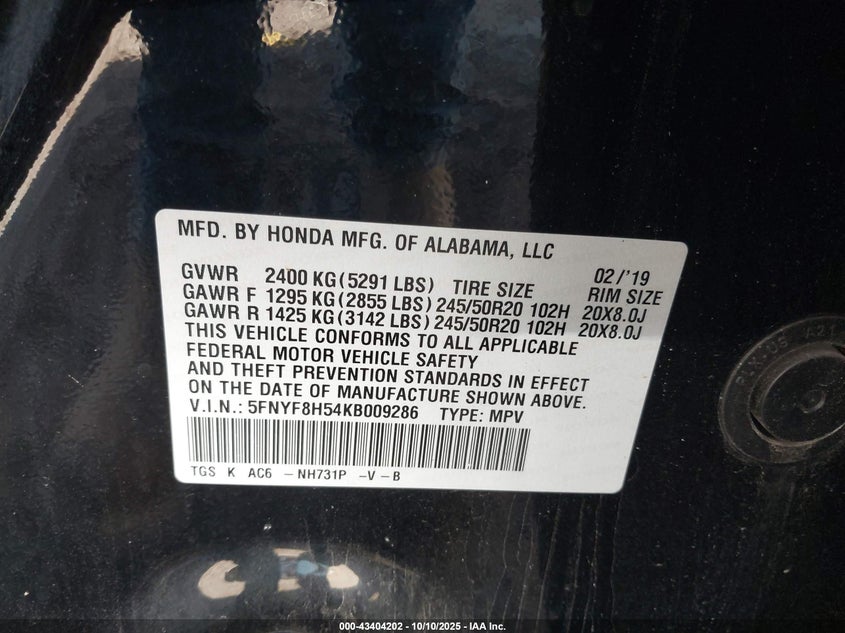 MFD. BY HONDA MFG. OF ALABAMA, LLC
02/'19
GVWR 2400 KG(5291 LBS) TIRE SIZE RIM SIZE
GAWR F 1295 KG(2855 LBS) 245/50R20 102H 20X8.0J
GAWR R 1425 KG(3142 LBS) 245/50R20 102H 20X8.0J
THIS VEHICLE CONFORMS TO ALL APPLICABLE
FEDERAL MOTOR VEHICLE SAFETY
AND THEFT PREVENTION STANDARDS IN EFFECT
ON THE DATE OF MANUFACTURE SHOWN ABOVE.
V.I.N.: 5FNYF8H54KB009286 TYPE: MPV
TGS K AC6 -NH731P -V-B
000-43404202 - 10/10/2025 - IAA Inc.